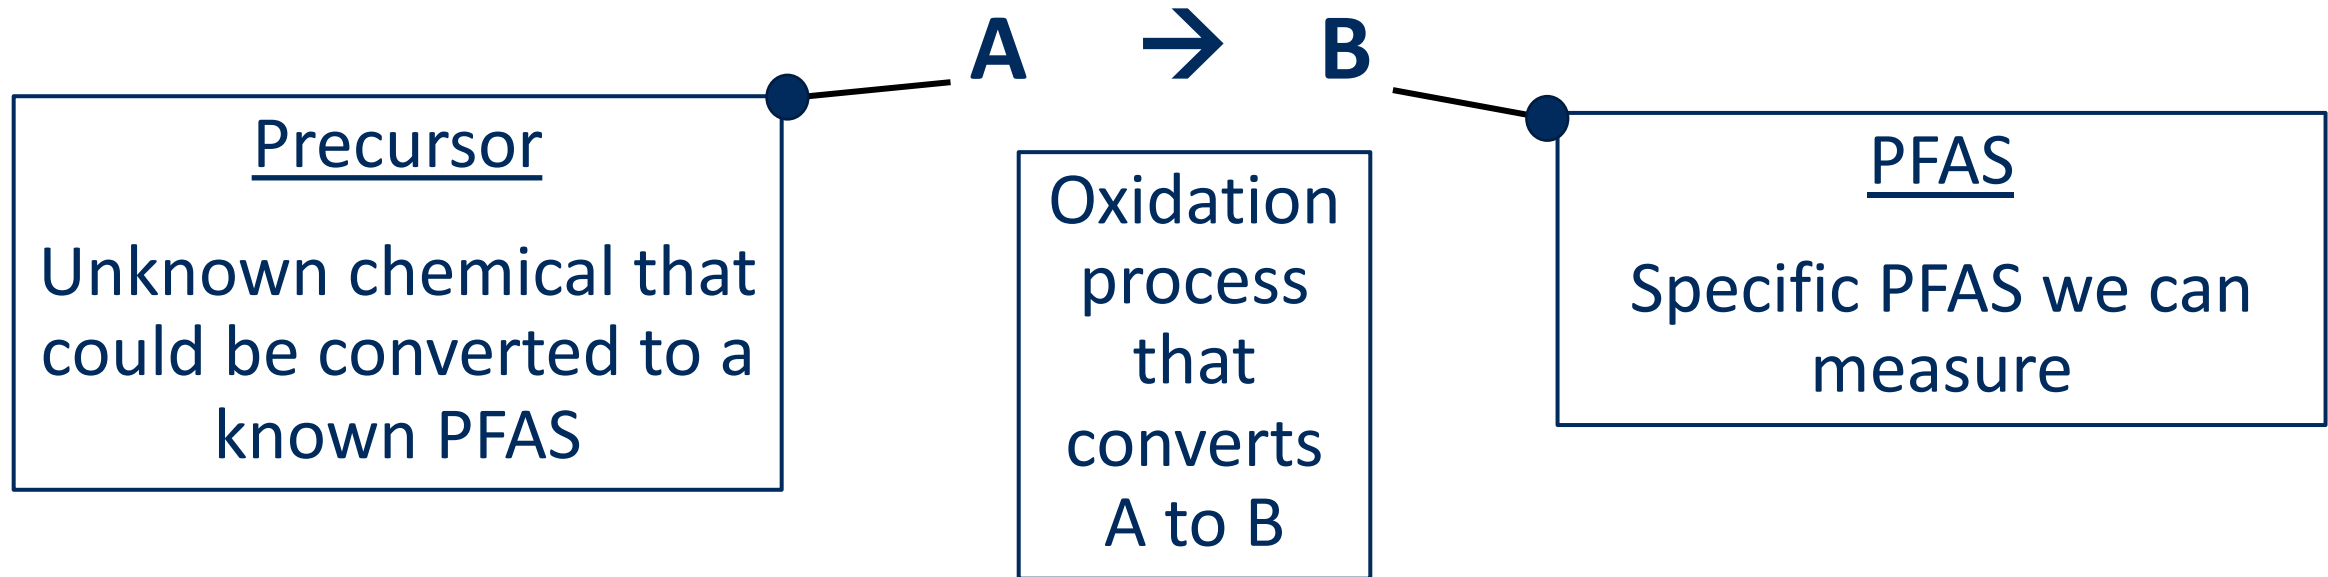 A → B
Precursor
Unknown chemical that
could be converted to a
known PFAS
Oxidation
process
that
converts
A to B
PFAS
Specific PFAS we can
measure